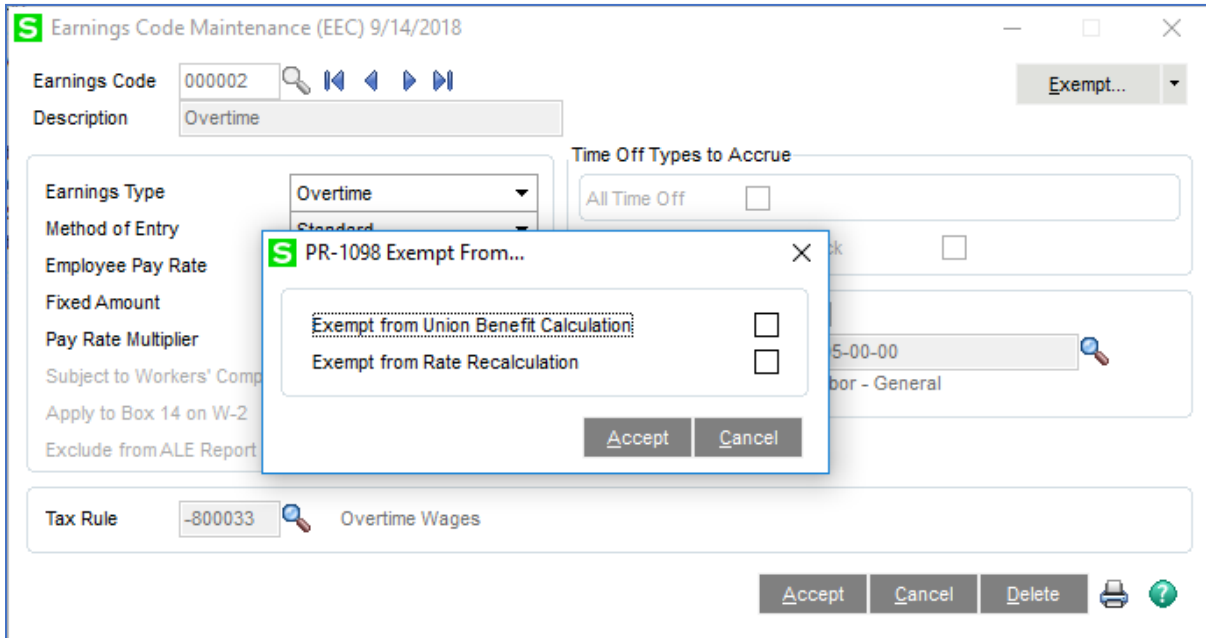 S Earnings Code Maintenance (EEC) 9/14/2018
Earnings Code 000002 Exempt...
Description Overtime
Time Off Types to Accrue
Earnings Type Overtime All Time Off
Method of Entry Standard
S PR-1098 Exempt From...
Employee Pay Rate
Fixed Amount
Exempt from Union Benefit Calculation
Pay Rate Multiplier 5-00-00
Exempt from Rate Recalculation
Subject to Workers' Comp bor - General
Apply to Box 14 on W-2
Accept Cancel
Exclude from ALE Report
Tax Rule -800033 Overtime Wages
Accept Cancel Delete ?